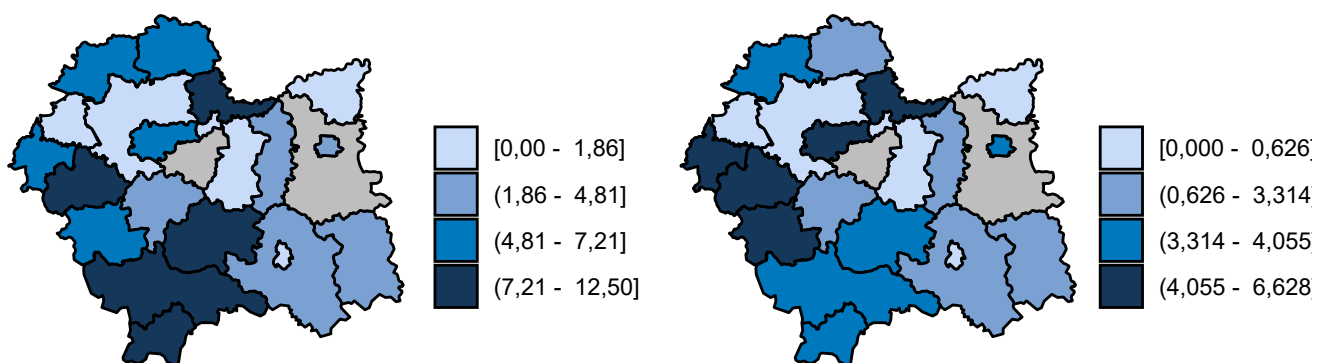 [0,00 - 1,86]
(1,86 - 4,81]
(4,81 - 7,21]
(7,21 - 12,50]
[0,000 - 0,626]
(0,626 - 3,314]
(3,314 - 4,055]
(4,055 - 6,628]